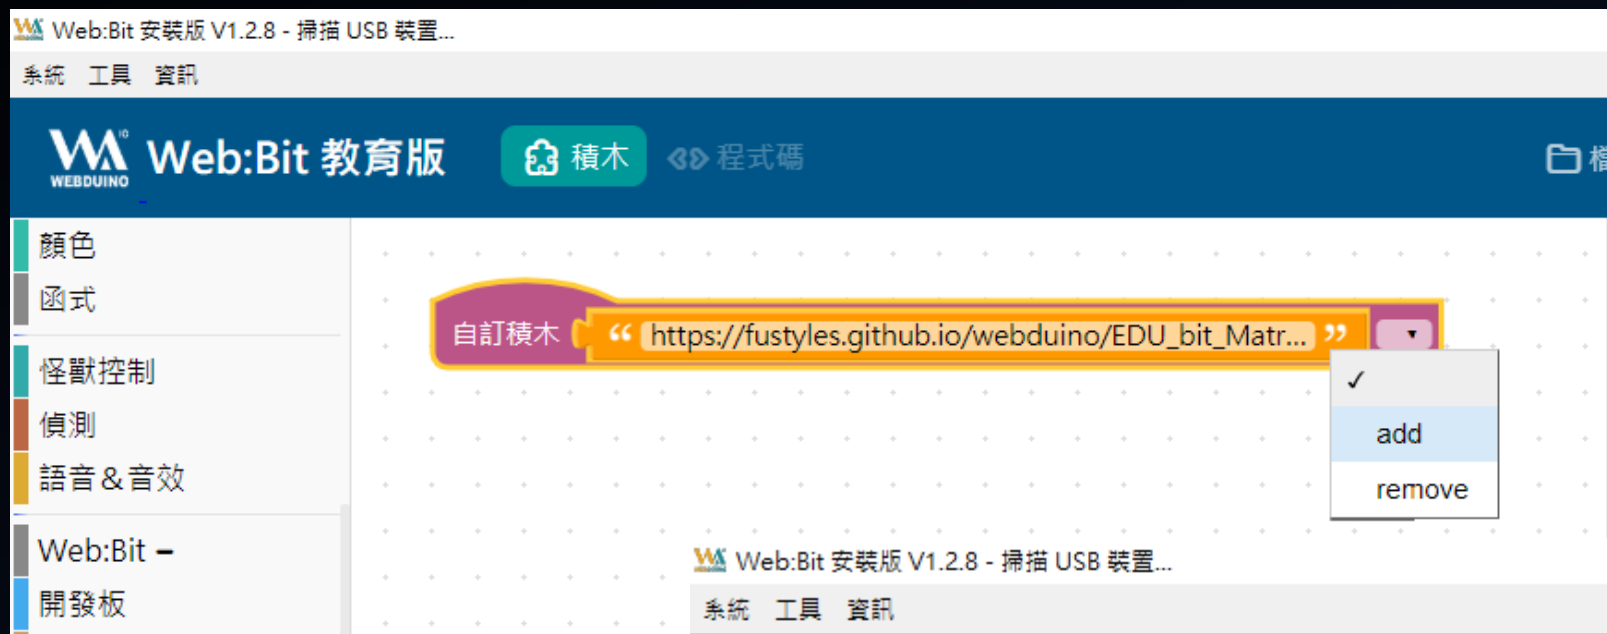 Web:Bit 安裝版 V1.2.8 - 掃描 USB 裝置...
系統 工具 資訊
WEBDUINO
Web:Bit 教育版 積木 程式碼
顏色
函式
怪獸控制
偵測
語音&音效
Web:Bit –
開發板
自訂積木 “ https://fustyles.github.io/webduino/EDU_bit_Matr... ”
✓
add
remove
Web:Bit 安裝版 V1.2.8 - 掃描 USB 裝置...
系統 工具 資訊